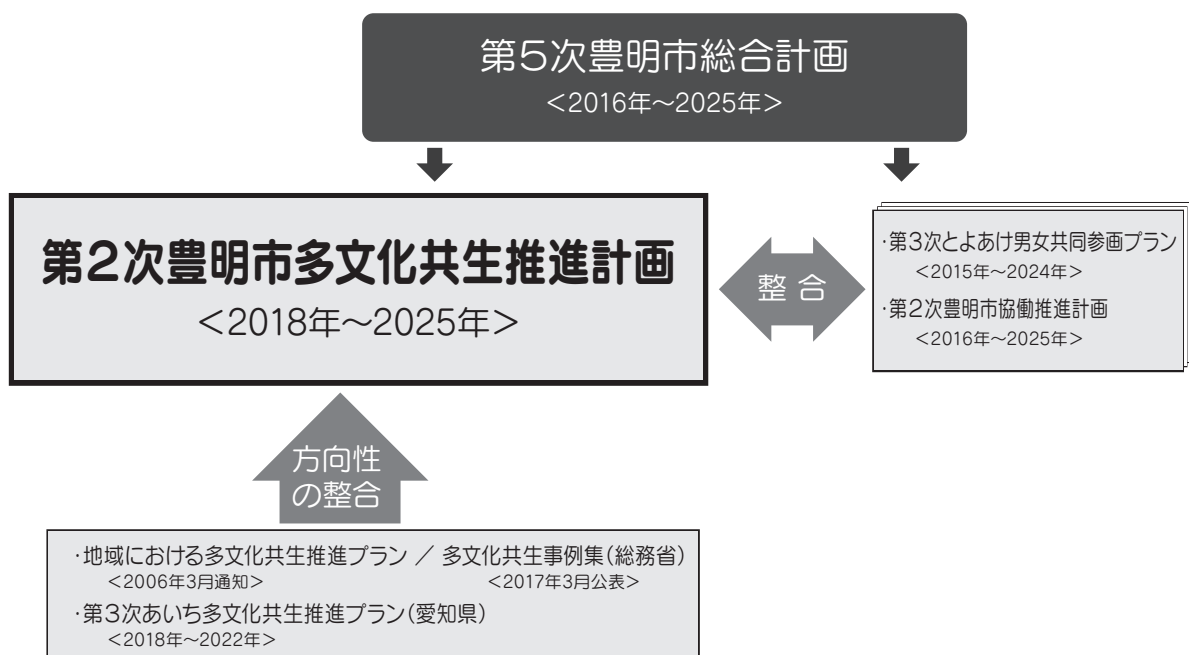 第5次豊明市総合計画
<2016年～2025年>
第2次豊明市多文化共生推進計画
<2018年～2025年>
整 合
・第3次とよあけ男女共同参画プラン
<2015年～2024年>
・第2次豊明市協働推進計画
<2016年～2025年>
方向性
の整合
・地域における多文化共生推進プラン ／ 多文化共生事例集(総務省)
<2006年3月通知> <2017年3月公表>
・第3次あいち多文化共生推進プラン(愛知県)
<2018年～2022年>